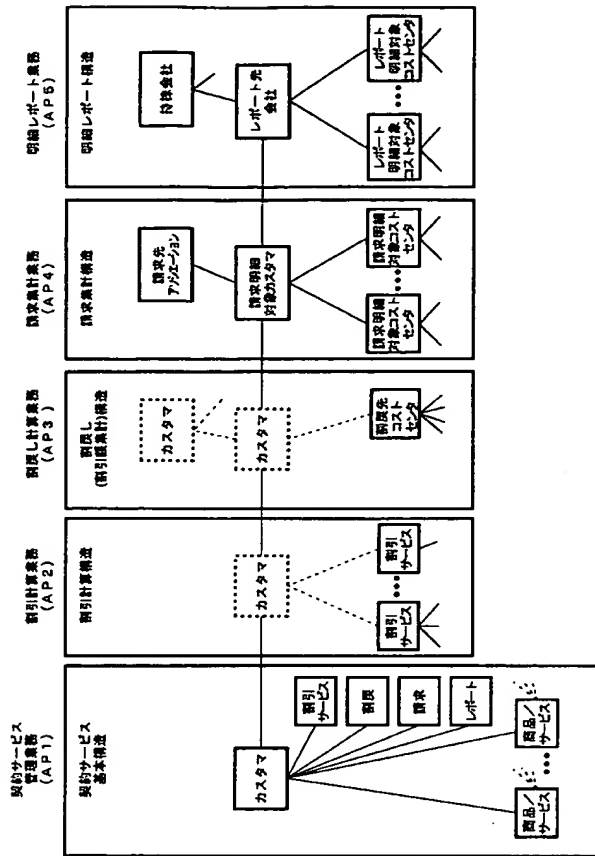 契約サービス
管理業務
(AP1)
契約サービス
基本構造
カスタマ
割引
サービス
割戻
請求
レポート
商品/
サービス
商品/
サービス
割引計算業務
(AP2)
割引計算構造
カスタマ
割引
サービス
割引
サービス
割戻し計算業務
(AP3)
割戻し
(割引額集計)構造
カスタマ
カスタマ
割戻先
コスト
センタ
請求集計業務
(AP4)
請求集計構造
請求先
アソシエーション
請求明細
対象カスタマ
請求明細
対象コスト
センタ
請求明細
対象コスト
センタ
明細レポート業務
(AP5)
明細レポート構造
持株会社
レポート先
会社
レポート
明細対象
コストセンタ
レポート
明細対象
コストセンタ